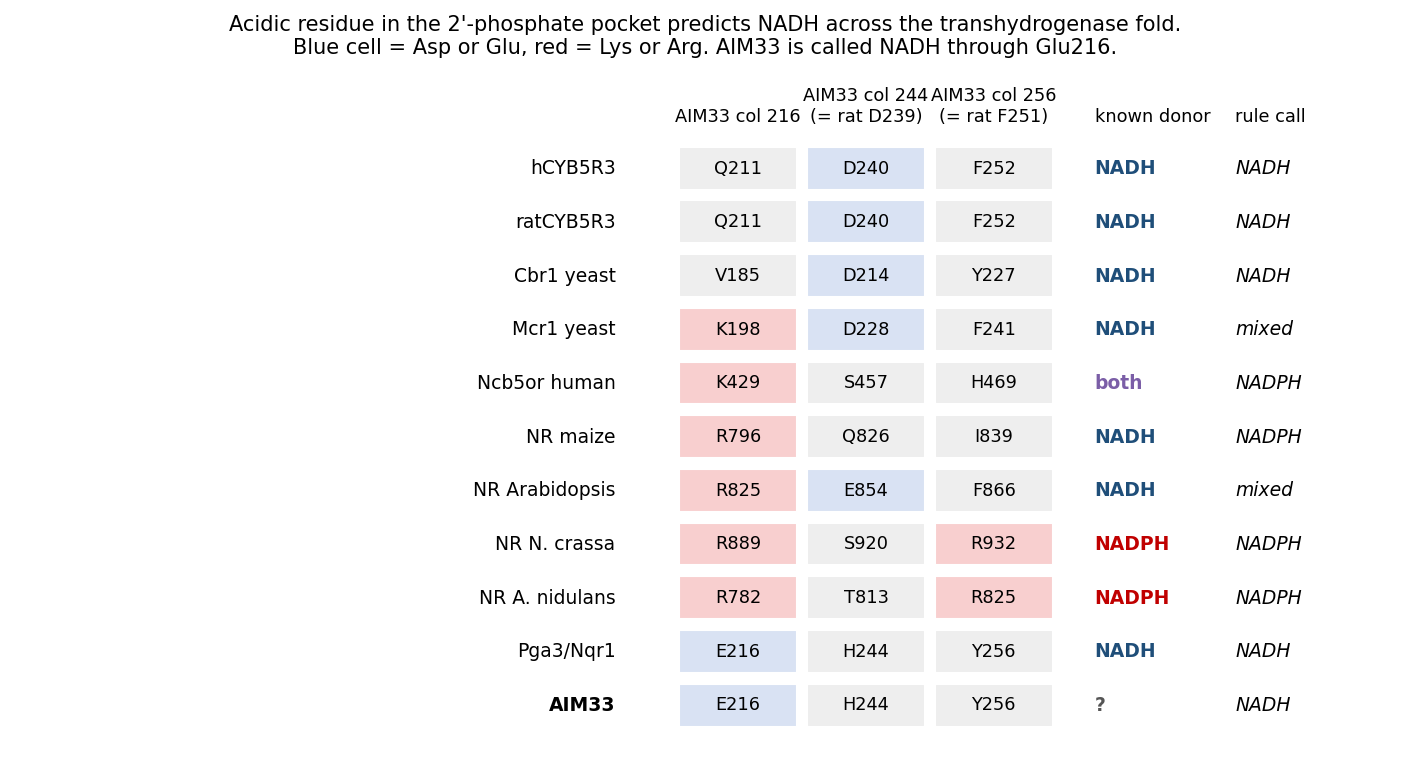 Acidic residue in the 2'-phosphate pocket predicts NADH across the transhydrogenase fold.
Blue cell = Asp or Glu, red = Lys or Arg. AIM33 is called NADH through Glu216.
AIM33 col 216
AIM33 col 244
(= rat D239)
AIM33 col 256
(= rat F251)
known donor
rule call
hCYB5R3 Q211 D240 F252 NADH NADH
ratCYB5R3 Q211 D240 F252 NADH NADH
Cbr1 yeast V185 D214 Y227 NADH NADH
Mcr1 yeast K198 D228 F241 NADH mixed
Ncb5or human K429 S457 H469 both NADPH
NR maize R796 Q826 I839 NADH NADPH
NR Arabidopsis R825 E854 F866 NADH mixed
NR N. crassa R889 S920 R932 NADPH NADPH
NR A. nidulans R782 T813 R825 NADPH NADPH
Pga3/Nqr1 E216 H244 Y256 NADH NADH
AIM33 E216 H244 Y256 ? NADH